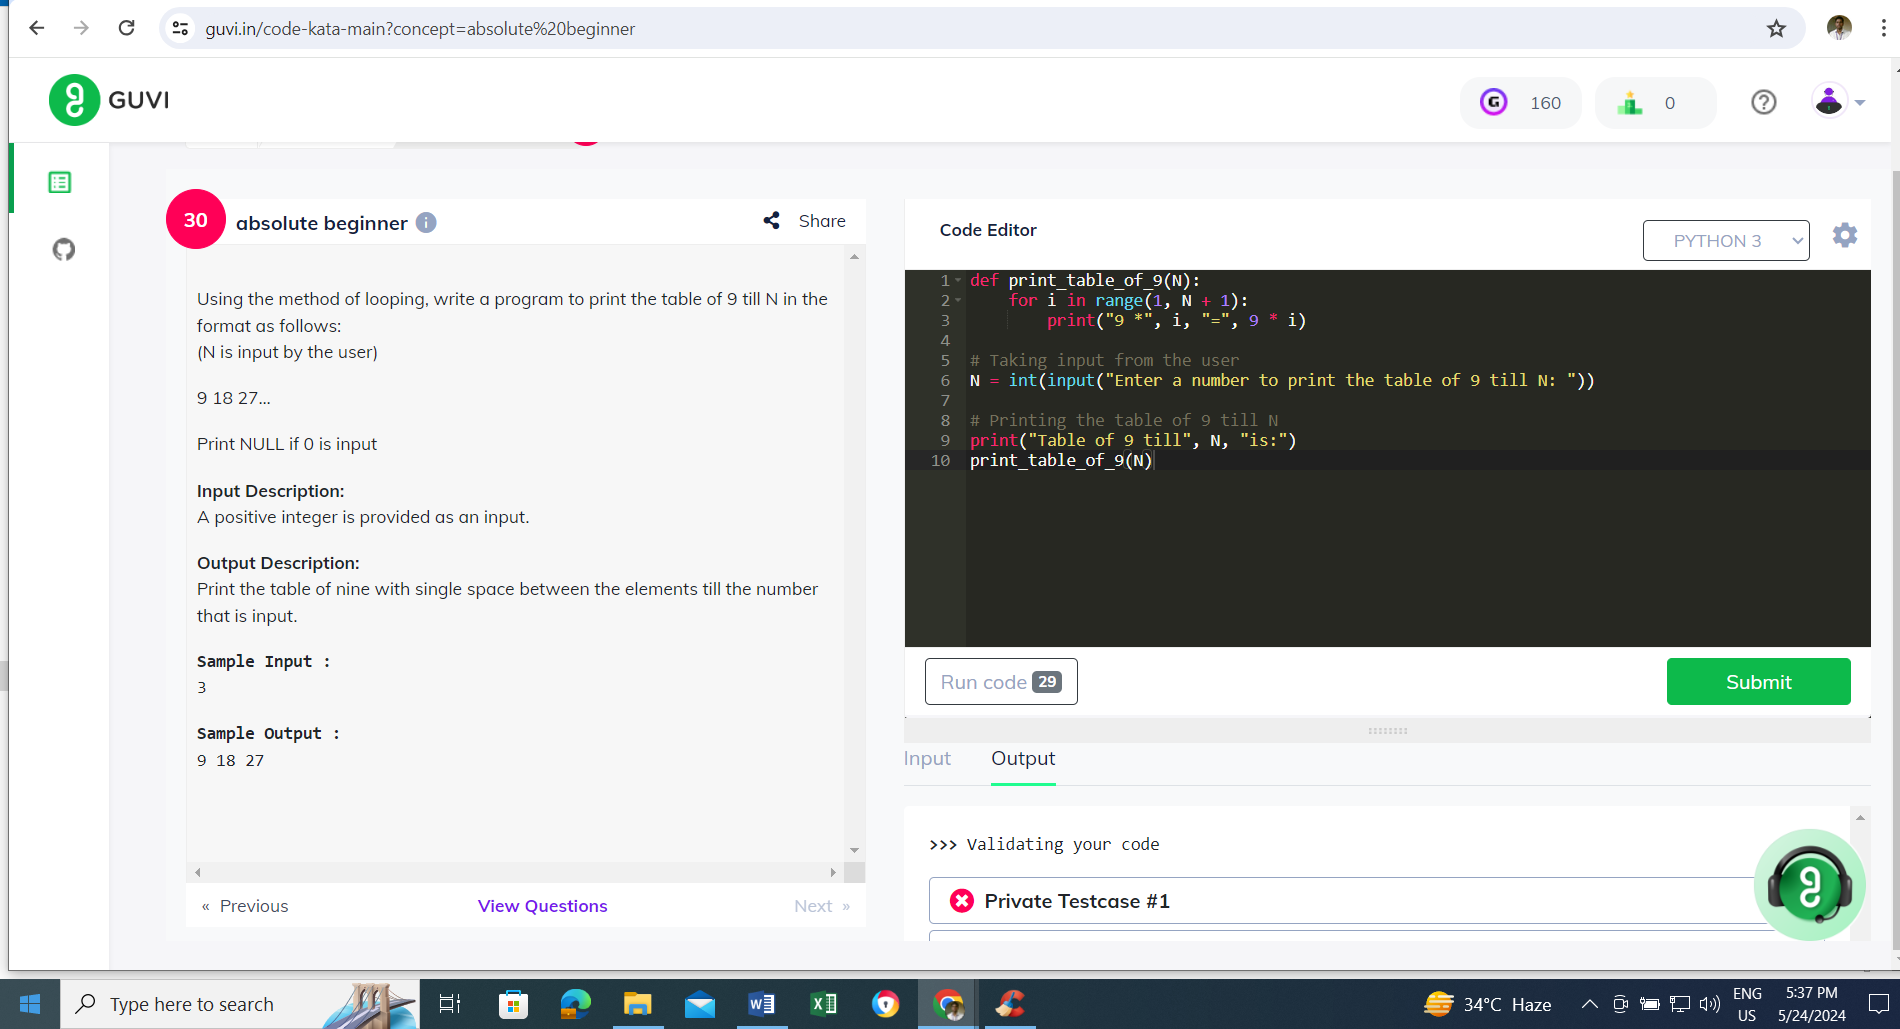 guvi.in/code-kata-main?concept=absolute%20beginner
GUVI
G
160
0
?
30
absolute beginner i
Share
Using the method of looping, write a program to print the table of 9 till N in the
format as follows:
(N is input by the user)
9 18 27...
Print NULL if 0 is input
Input Description:
A positive integer is provided as an input.
Output Description:
Print the table of nine with single space between the elements till the number
that is input.
Sample Input :
3
Sample Output :
9 18 27
« Previous
View Questions
Next »
Code Editor
PYTHON 3
1 def print_table_of_9(N):
2     for i in range(1, N + 1):
3         print("9 *", i, "=", 9 * i)
4
5 # Taking input from the user
6 N = int(input("Enter a number to print the table of 9 till N: "))
7
8 # Printing the table of 9 till N
9 print("Table of 9 till", N, "is:")
10 print_table_of_9(N)
Run code 29
Submit
Input
Output
>>> Validating your code
Private Testcase #1
Type here to search
34°C Haze
ENG
US
5:37 PM
5/24/2024